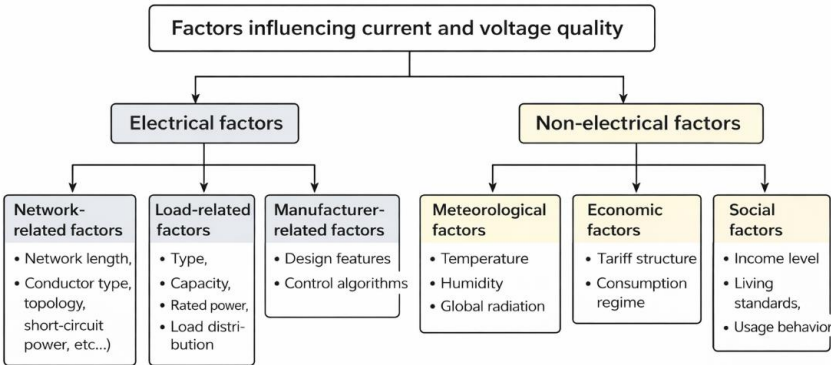 Factors influencing current and voltage quality
Electrical factors
Non-electrical factors
Network-
related factors
• Network length,
• Conductor type,
topology,
short-circuit
power, etc...)
Load-related
factors
• Type,
• Capacity,
• Rated power,
• Load distri-
bution
Manufacturer-
related factors
• Design features
• Control algorithms
Meteorological
factors
• Temperature
• Humidity
• Global radiation
Economic
factors
• Tariff structure
• Consumption
regime
Social
factors
• Income level
• Living
standards,
• Usage behavior